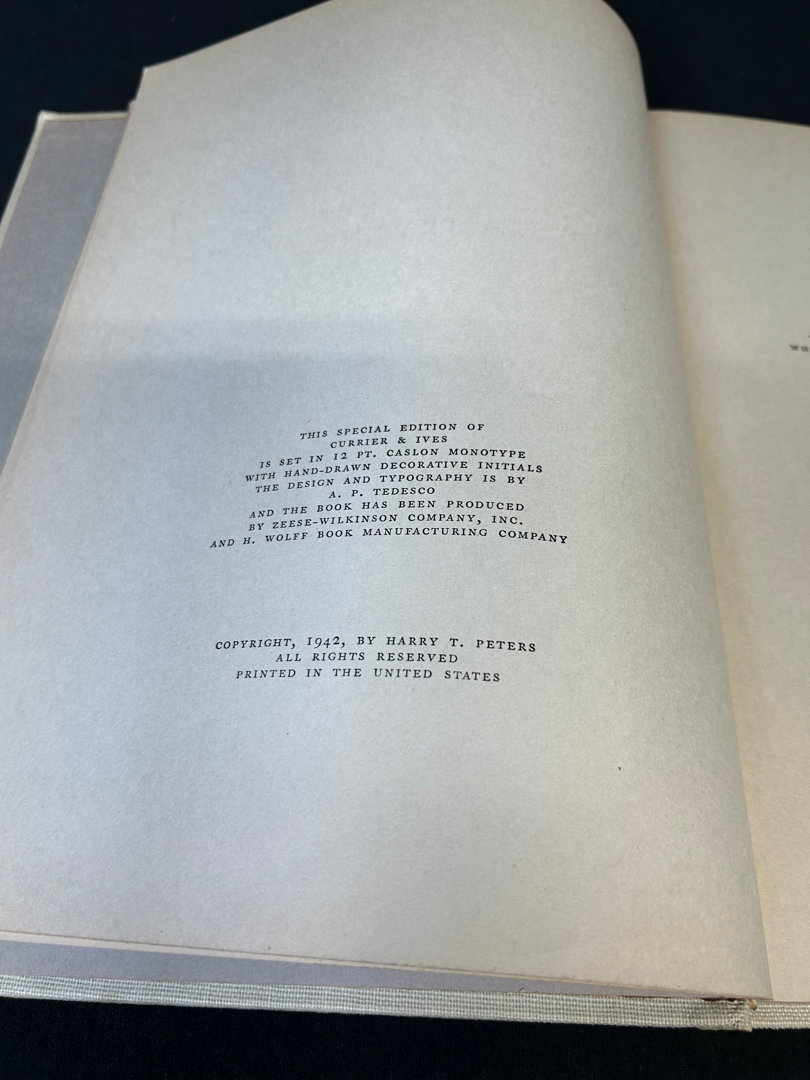 THIS SPECIAL EDITION OF
CURRIER & IVES
IS SET IN 12 PT. CASLON MONOTYPE
WITH HAND-DRAWN DECORATIVE INITIALS
THE DESIGN AND TYPOGRAPHY IS BY
A. P. TEDESCO
AND THE BOOK HAS BEEN PRODUCED
BY ZEESE-WILKINSON COMPANY, INC.
AND H. WOLFF BOOK MANUFACTURING COMPANY
COPYRIGHT, 1942, BY HARRY T. PETERS
ALL RIGHTS RESERVED
PRINTED IN THE UNITED STATES